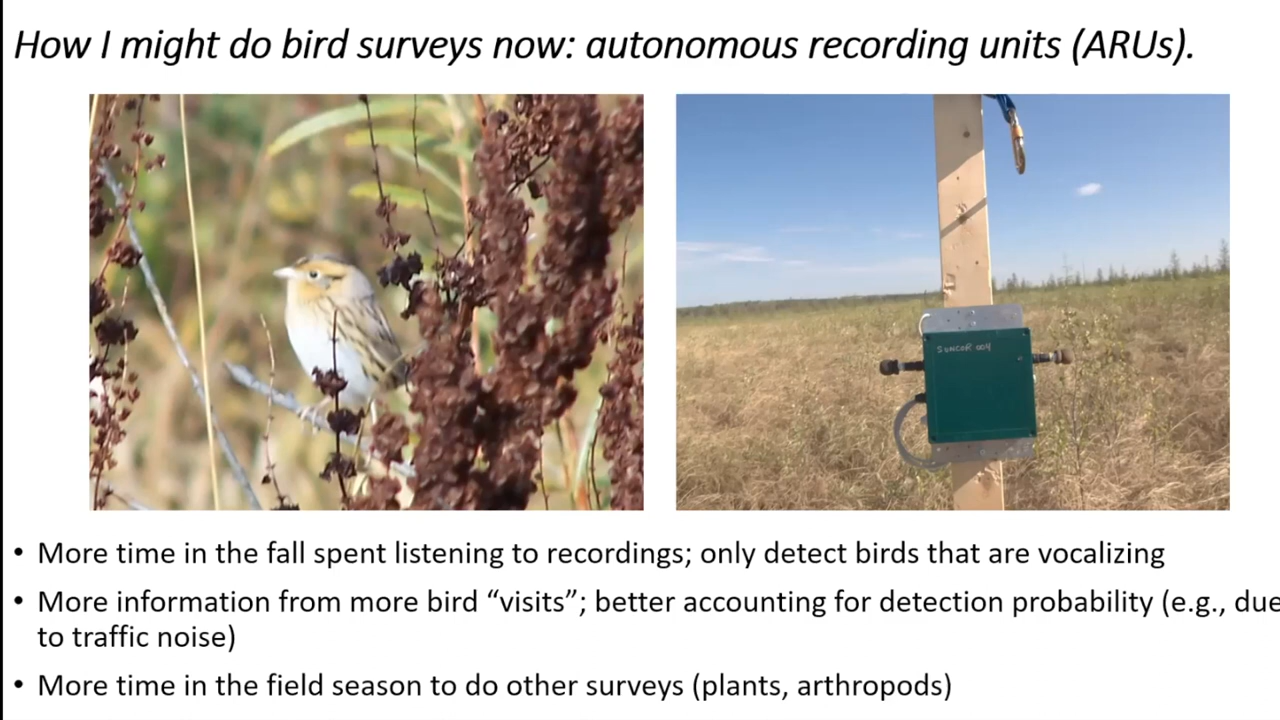 How I might do bird surveys now: autonomous recording units (ARUs).
SUNCOR 004
• More time in the fall spent listening to recordings; only detect birds that are vocalizing
• More information from more bird “visits”; better accounting for detection probability (e.g., due
to traffic noise)
• More time in the field season to do other surveys (plants, arthropods)